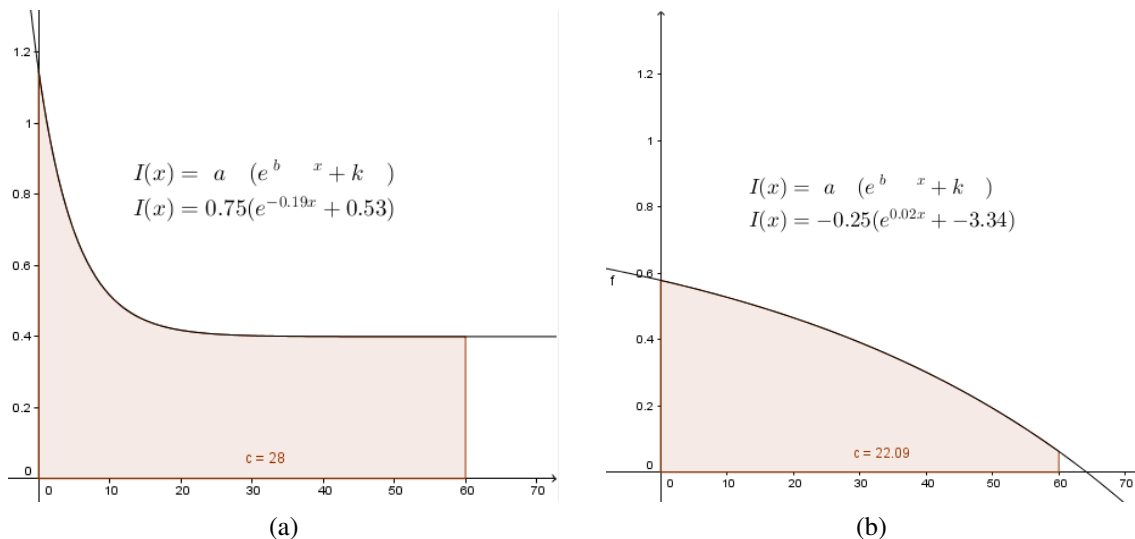 1.2
1
0.8
0.6
0.4
0.2
0
0 10 20 30 40 50 60 70
I(x) = a (e^b x + k )
I(x) = 0.75(e^{-0.19x} + 0.53)
c = 28
(a)
1.2
1
0.8
0.6
0.4
0.2
0
0 10 20 30 40 50 60 70
f
I(x) = a (e^b x + k )
I(x) = −0.25(e^{0.02x} + −3.34)
c = 22.09
(b)